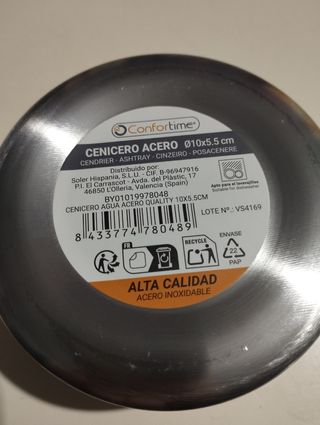 Confortime®
CENICERO ACERO Ø10x5.5 cm
CENDRIER - ASHTRAY - CINZEIRO - POSACENERE
Distribuido por:
Soler Hispania, S.L.U. - CIF. B-96947916
P.I. El Carrascot - Avda. del Plàstic, 17
46850 L'Olleria, Valencia (Spain)
Apto para el lavavajillas
Suitable for dishwasher
BY01019978048
CENICERO AGUA ACERO QUALITY 10X5.5CM
LOTE N°.: VS4169
8 433774 780489
FR
RECYCLE
ENVASE
22
PAP
ALTA CALIDAD
ACERO INOXIDABLE